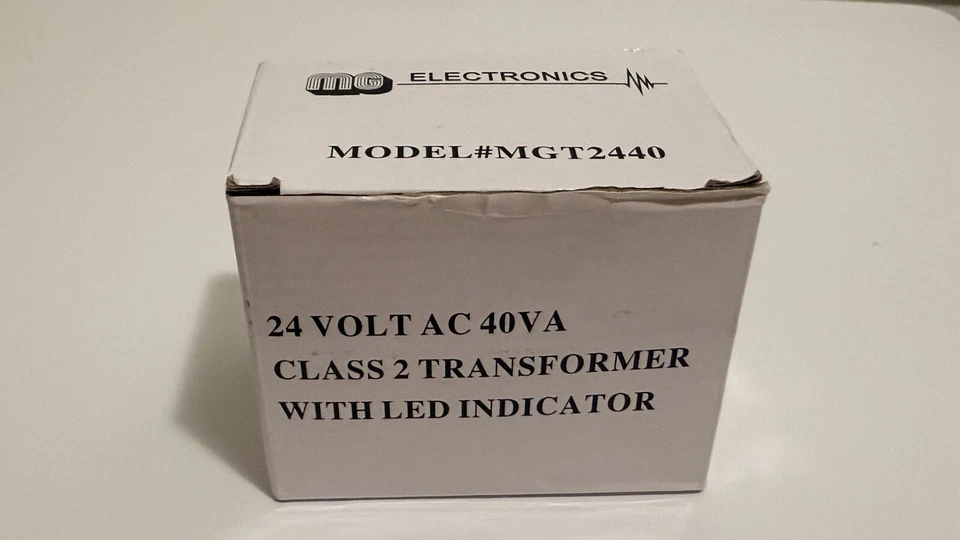 MG ELECTRONICS
MODEL#MGT2440
24 VOLT AC 40VA
CLASS 2 TRANSFORMER
WITH LED INDICATOR